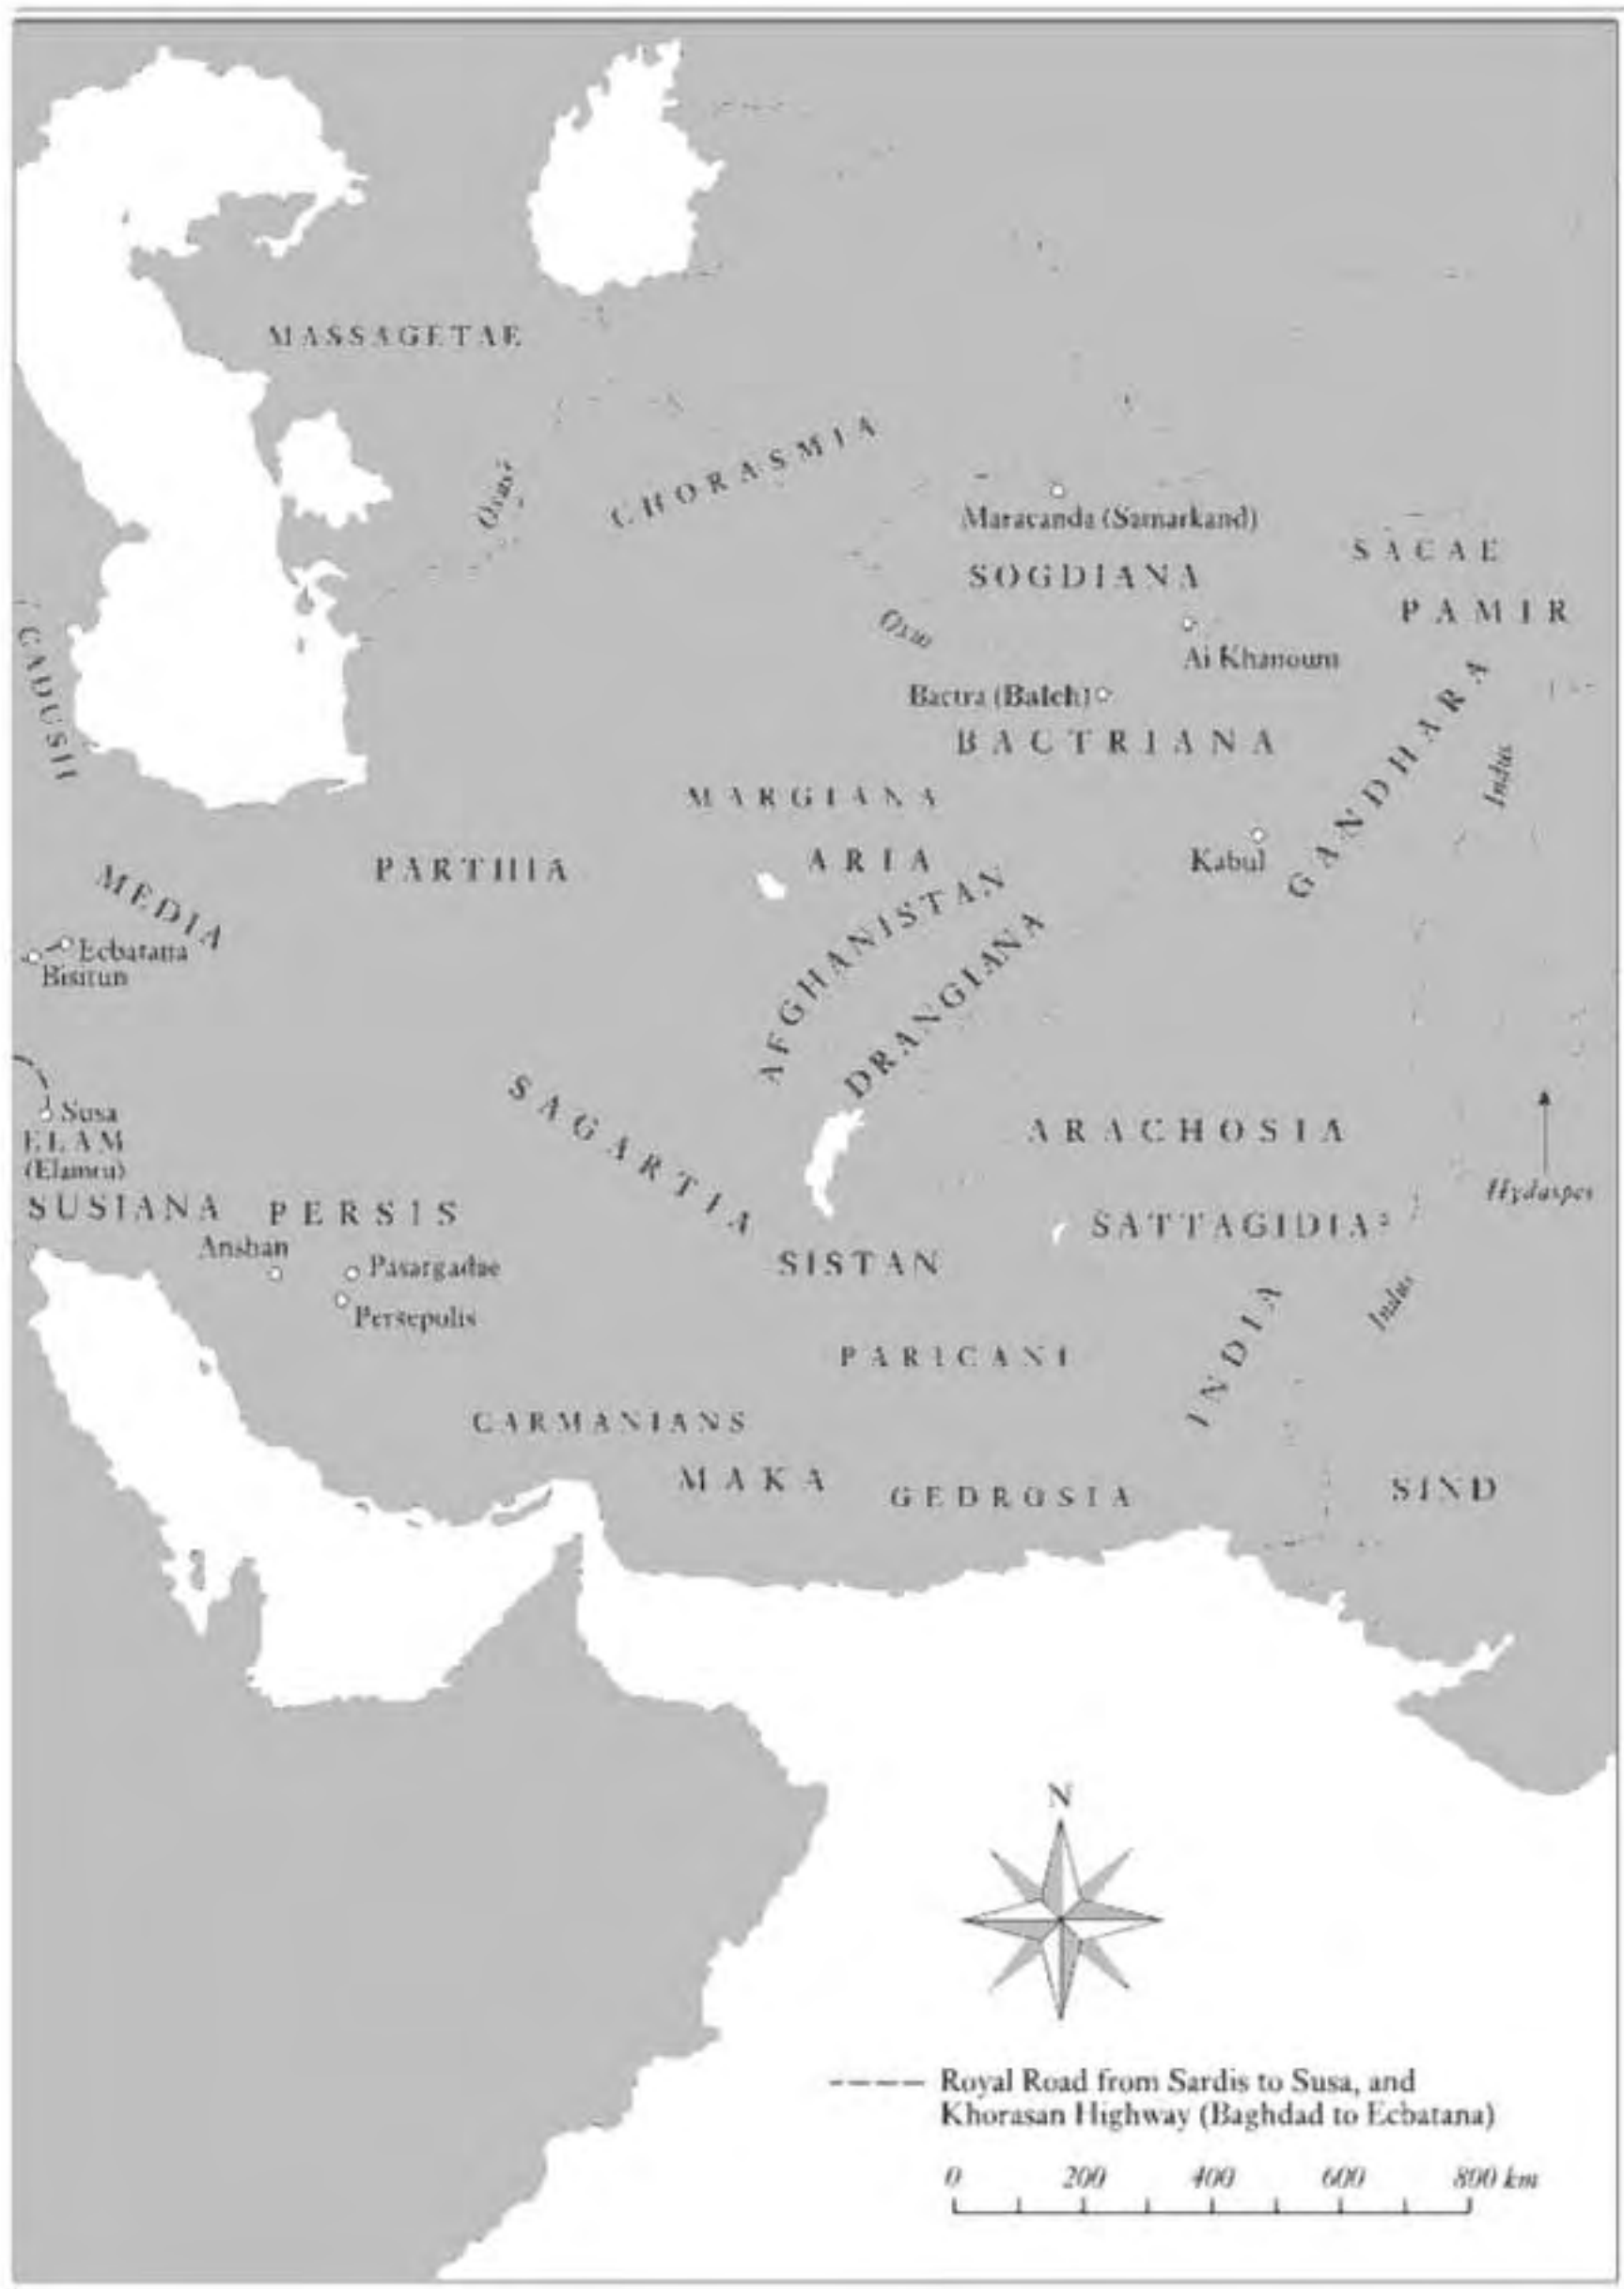 MASSAGETAE
CHORASMIA
Oxus?
Maracanda (Samarkand)
SACAE
SOGDIANA
PAMIR
Oxus
Ai Khanoum
CADUSII
Bactra (Balch)
BACTRIANA
GANDHARA
Indus
MARGIANA
Kabul
ARIA
PARTHIA
MEDIA
AFGHANISTAN
DRANGIANA
Ecbatana
Bisitun
SAGARTIA
Susa
ELAM
(Elamtu)
ARACHOSIA
Hydaspes
SUSIANA
PERSIS
SATTAGIDIA?
Anshan
Pasargadae
SISTAN
Persepolis
Indus
INDIA
PARICANI
CARMANIANS
MAKA
GEDROSIA
SIND
N
Royal Road from Sardis to Susa, and
Khorasan Highway (Baghdad to Ecbatana)
0 200 400 600 800 km